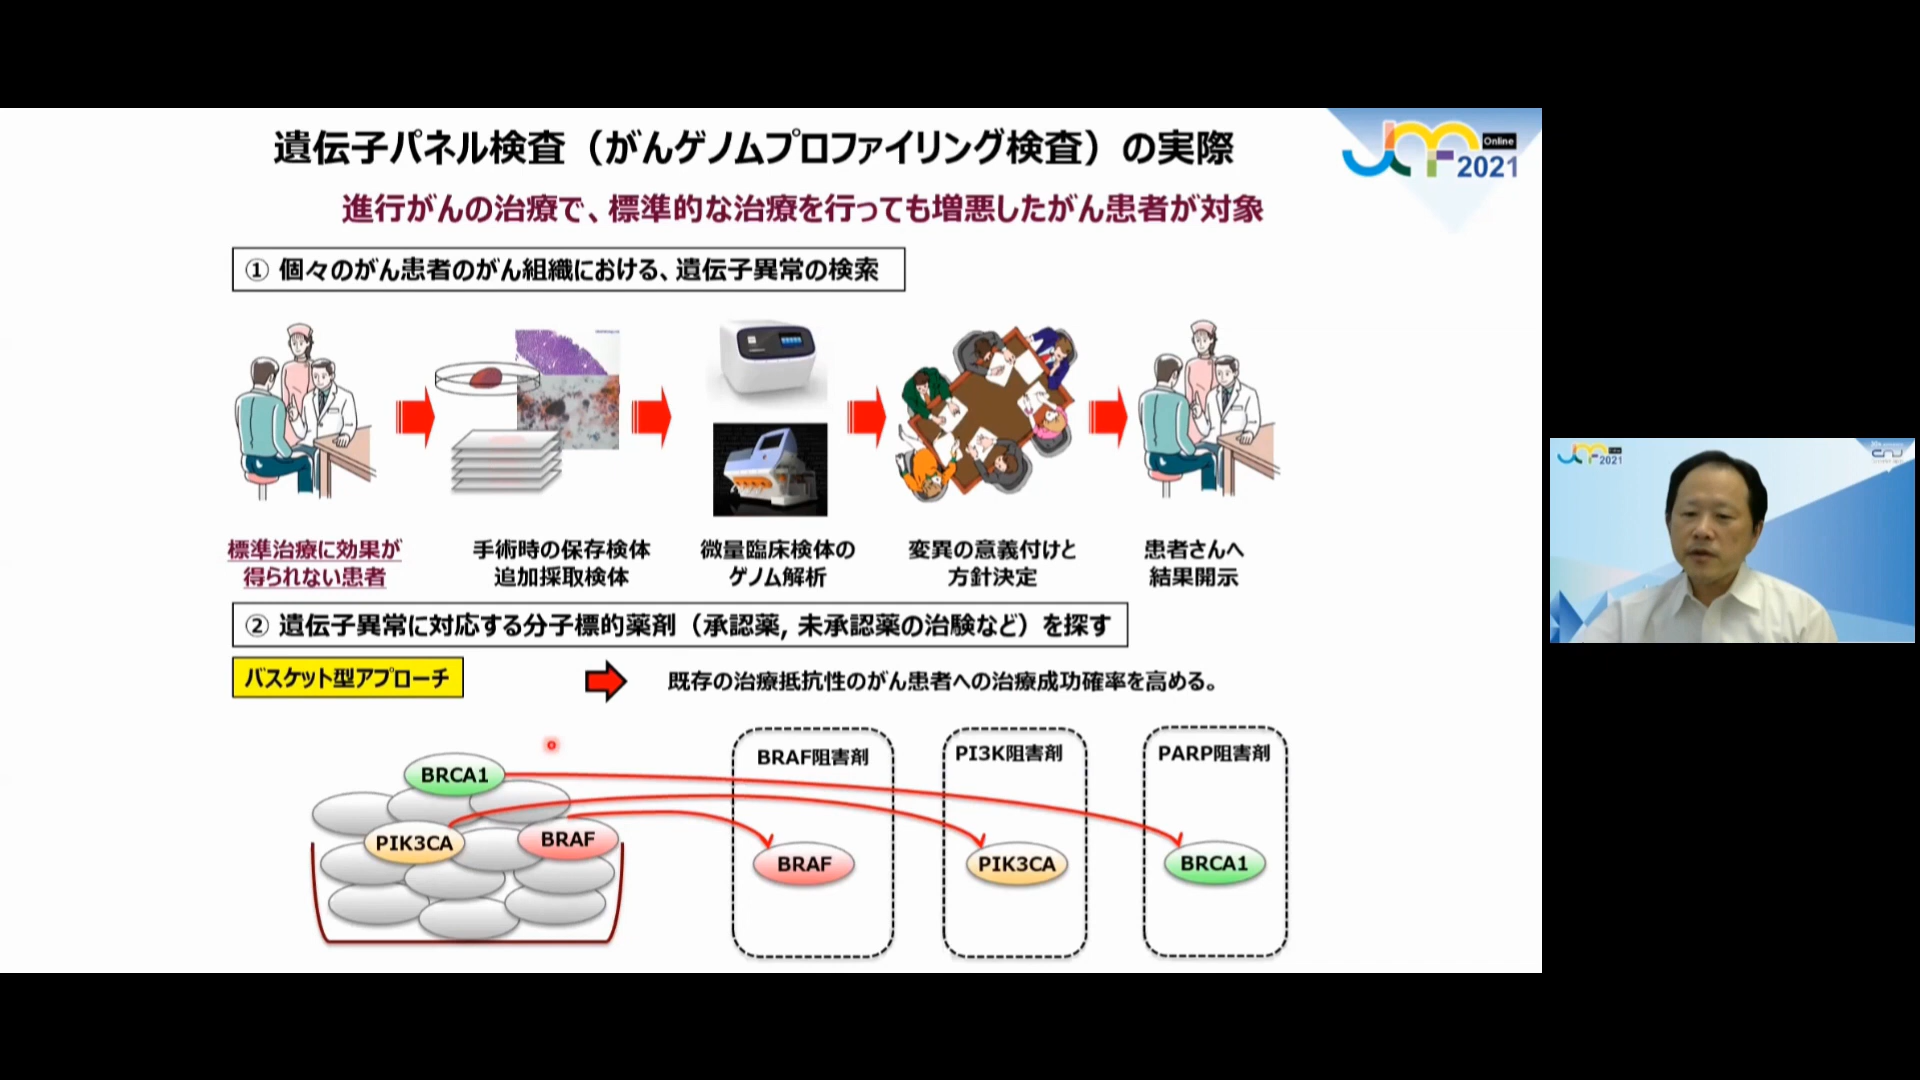 遺伝子パネル検査（がんゲノムプロファイリング検査）の実際
Online
JCMF
2021
進行がんの治療で、標準的な治療を行っても増悪したがん患者が対象
① 個々のがん患者のがん組織における、遺伝子異常の検索
標準治療に効果が
得られない患者
手術時の保存検体
追加採取検体
微量臨床検体の
ゲノム解析
変異の意義付けと
方針決定
患者さんへ
結果開示
② 遺伝子異常に対応する分子標的薬剤（承認薬, 未承認薬の治験など）を探す
バスケット型アプローチ
既存の治療抵抗性のがん患者への治療成功確率を高める。
BRCA1
PIK3CA
BRAF
BRAF阻害剤
BRAF
PI3K阻害剤
PIK3CA
PARP阻害剤
BRCA1
2021